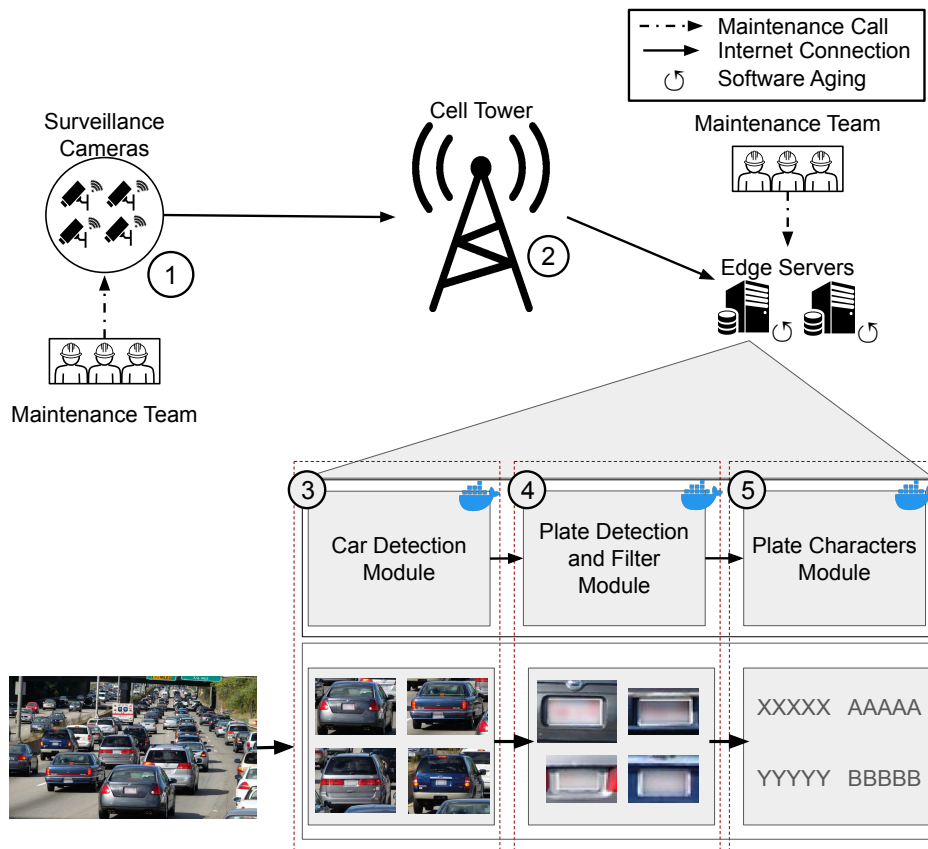 Maintenance Call
Internet Connection
Software Aging
Surveillance
Cameras
Cell Tower
Maintenance Team
1
2
Edge Servers
Maintenance Team
3
4
5
Car Detection
Module
Plate Detection
and Filter
Module
Plate Characters
Module
XXXXX AAAAA
YYYYY BBBBB